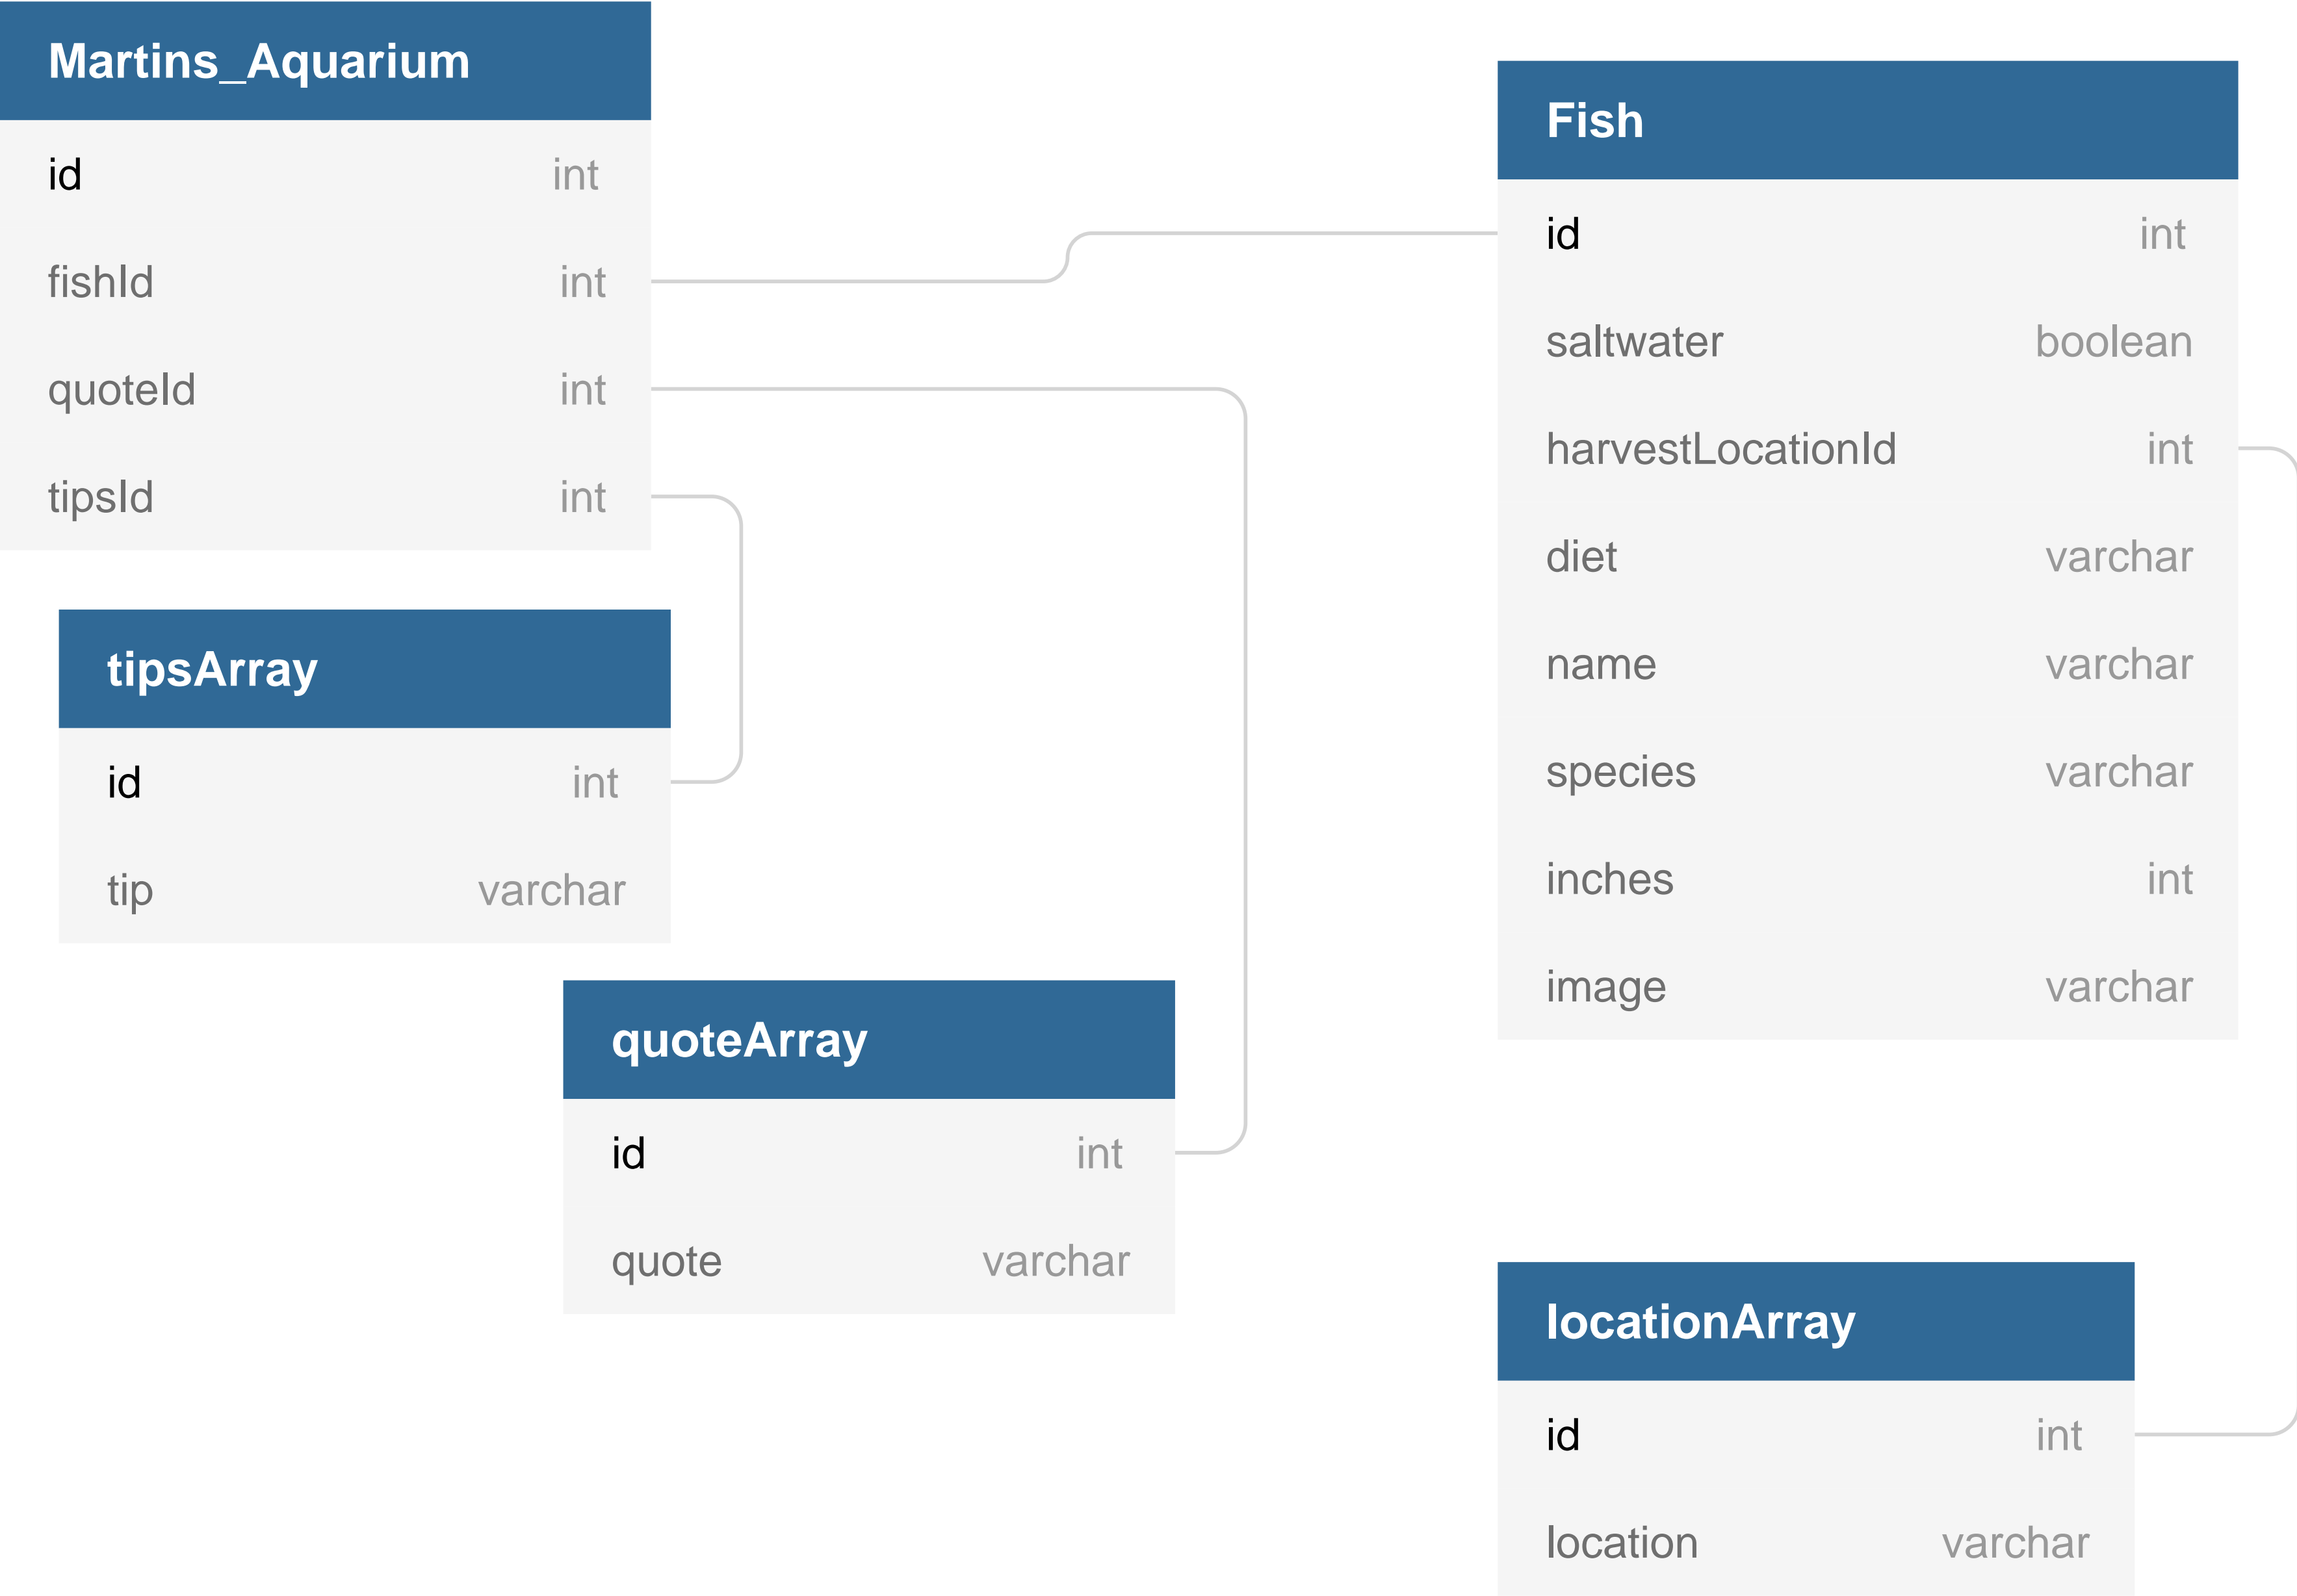 Martins_Aquarium
id int
fishId int
quoteId int
tipsId int
tipsArray
id int
tip varchar
quoteArray
id int
quote varchar
Fish
id int
saltwater boolean
harvestLocationId int
diet varchar
name varchar
species varchar
inches int
image varchar
locationArray
id int
location varchar